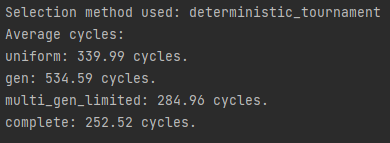 Selection method used: deterministic_tournament
Average cycles:
uniform: 339.99 cycles.
gen: 534.59 cycles.
multi_gen_limited: 284.96 cycles.
complete: 252.52 cycles.